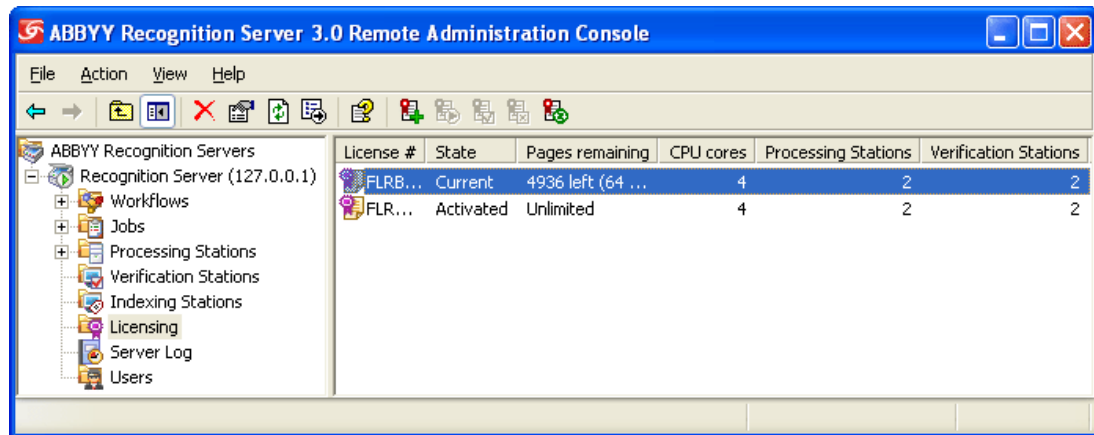 ABBYY Recognition Server 3.0 Remote Administration Console
File Action View Help
ABBYY Recognition Servers
Recognition Server (127.0.0.1)
Workflows
Jobs
Processing Stations
Verification Stations
Indexing Stations
Licensing
Server Log
Users
License # State Pages remaining CPU cores Processing Stations Verification Stations
FLRB... Current 4936 left (64 ... 4 2 2
FLR... Activated Unlimited 4 2 2